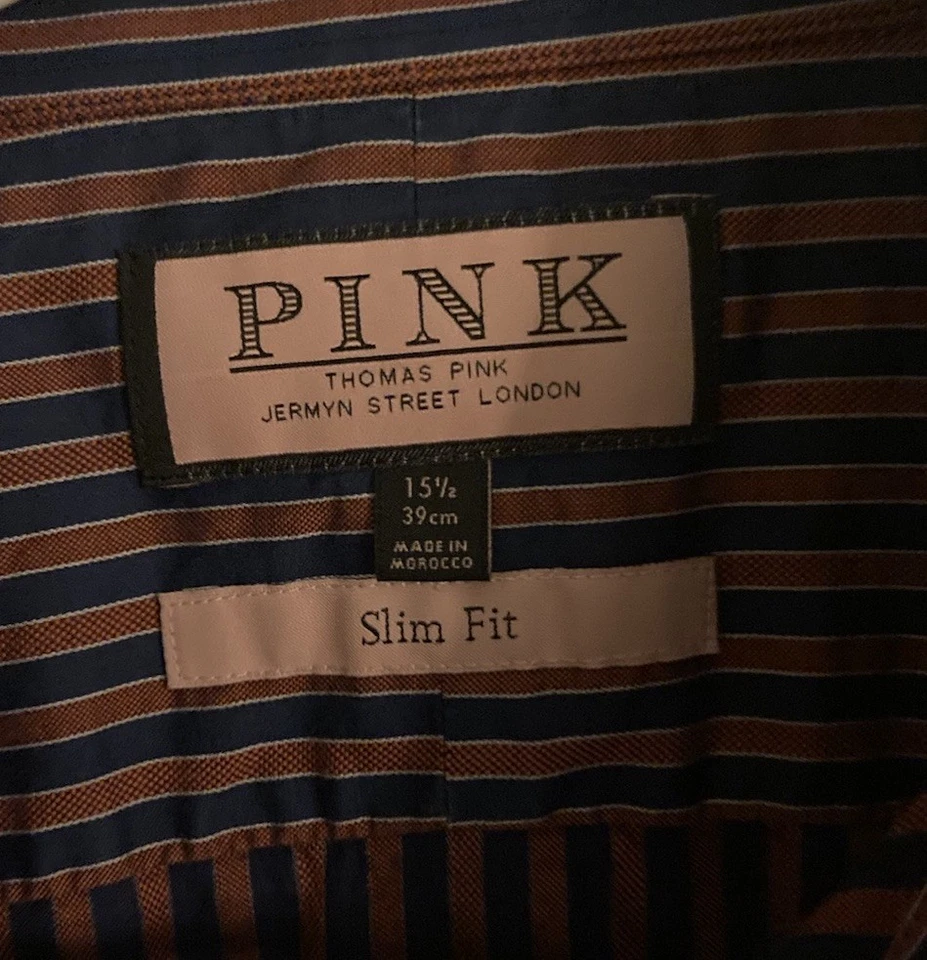 PINK
THOMAS PINK
JERMYN STREET LONDON
15½
39cm
MADE IN
MOROCCO
Slim Fit